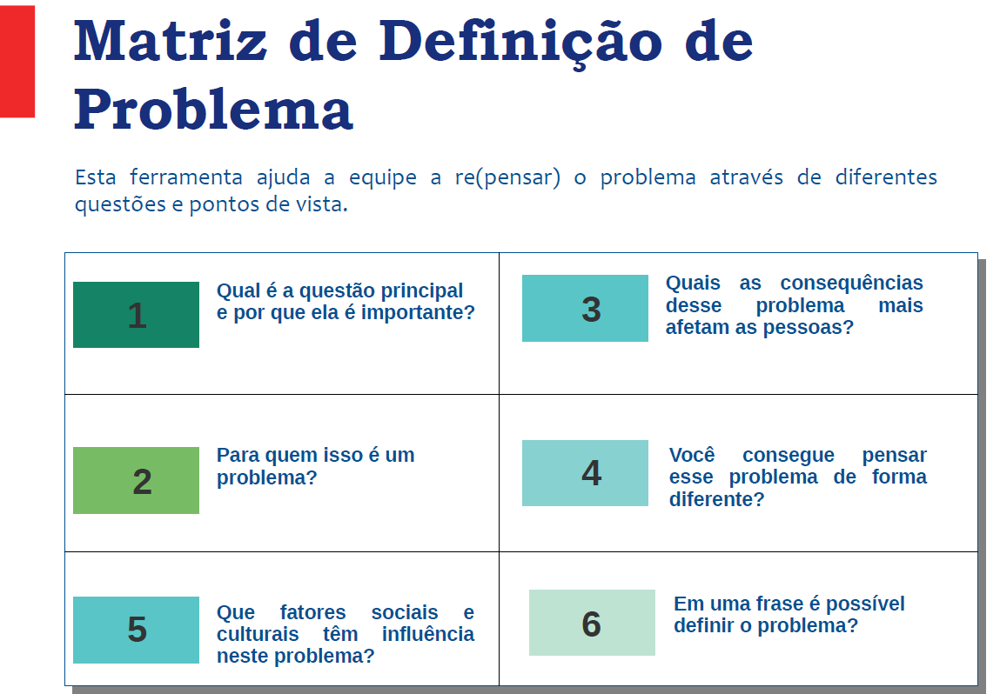 Matriz de Definição de
Problema
Esta ferramenta ajuda a equipe a re(pensar) o problema através de diferentes
questões e pontos de vista.
1
Qual é a questão principal
e por que ela é importante?
3
Quais as consequências
desse problema mais
afetam as pessoas?
2
Para quem isso é um
problema?
4
Você consegue pensar
esse problema de forma
diferente?
5
Que fatores sociais e
culturais têm influência
neste problema?
6
Em uma frase é possível
definir o problema?